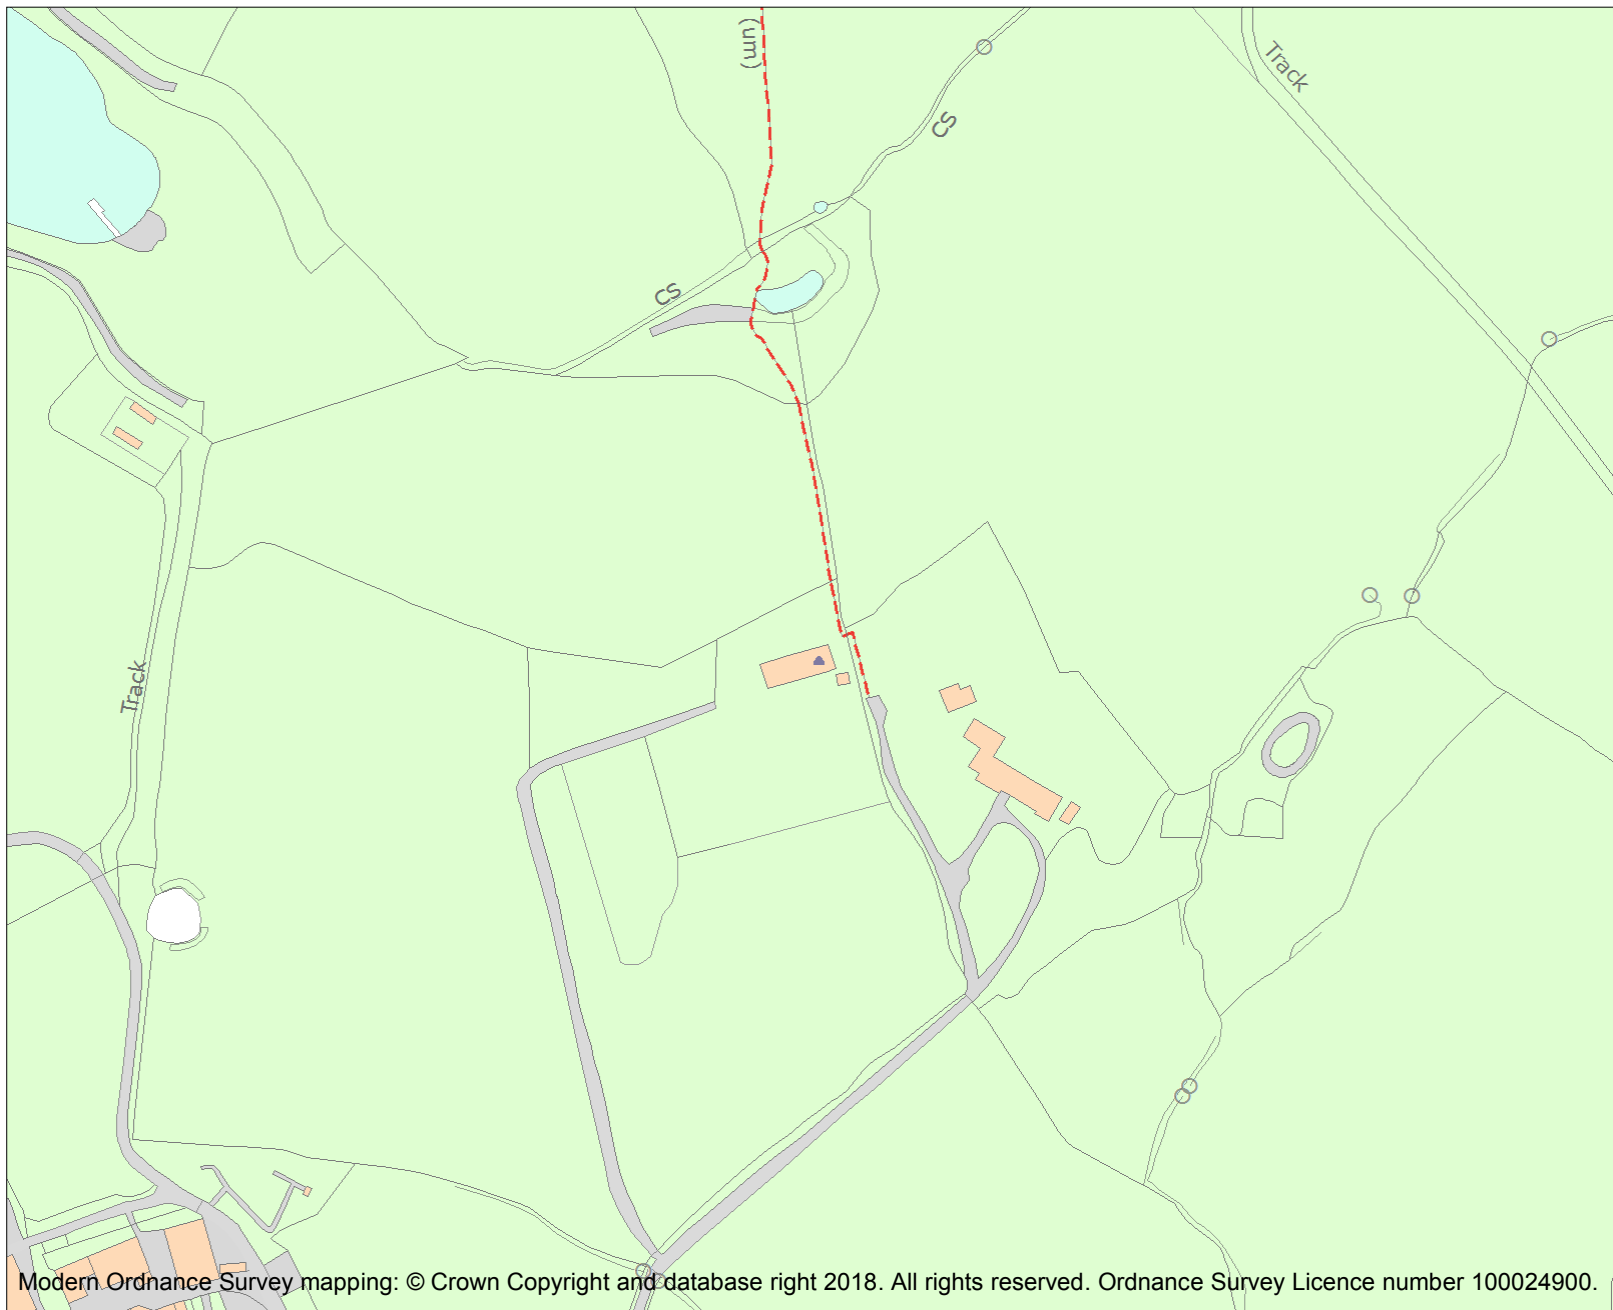 (um)
Track
CS
CS
Track
Modern Ordnance Survey mapping: © Crown Copyright and database right 2018. All rights reserved. Ordnance Survey Licence number 100024900.